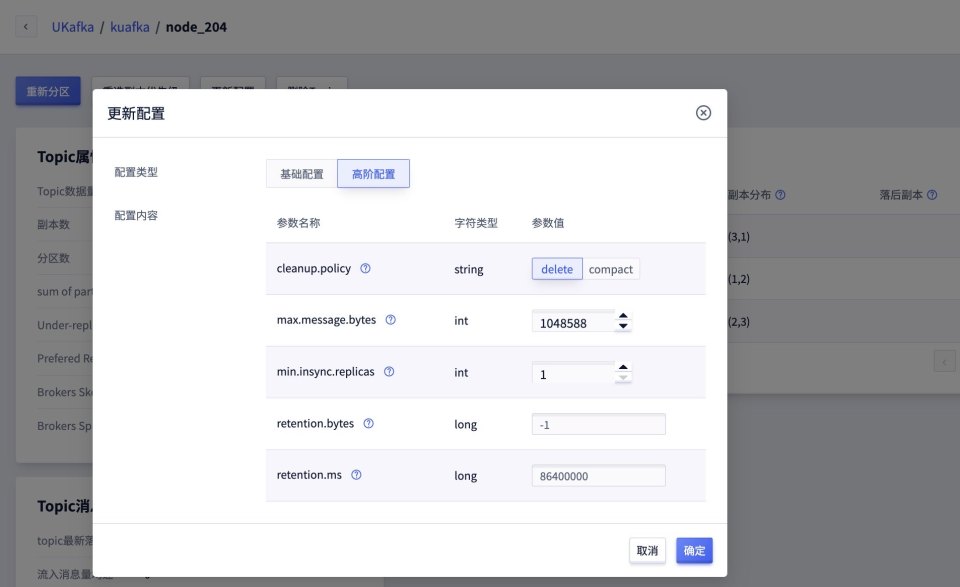 UKafka / kuafka / node_204
重新分区
更新配置
Topic属
Topic数据量
副本数
分区数
sum of part
Under-repl
Prefered Re
Brokers Ske
Brokers Sp
Topic消
topic最新落
流入消息量
配置类型
基础配置 高阶配置
配置内容
参数名称 字符类型 参数值
cleanup.policy string delete compact
max.message.bytes int 1048588
min.insync.replicas int 1
retention.bytes long -1
retention.ms long 86400000
取消 确定
副本分布 落后副本
(3,1)
(1,2)
(2,3)